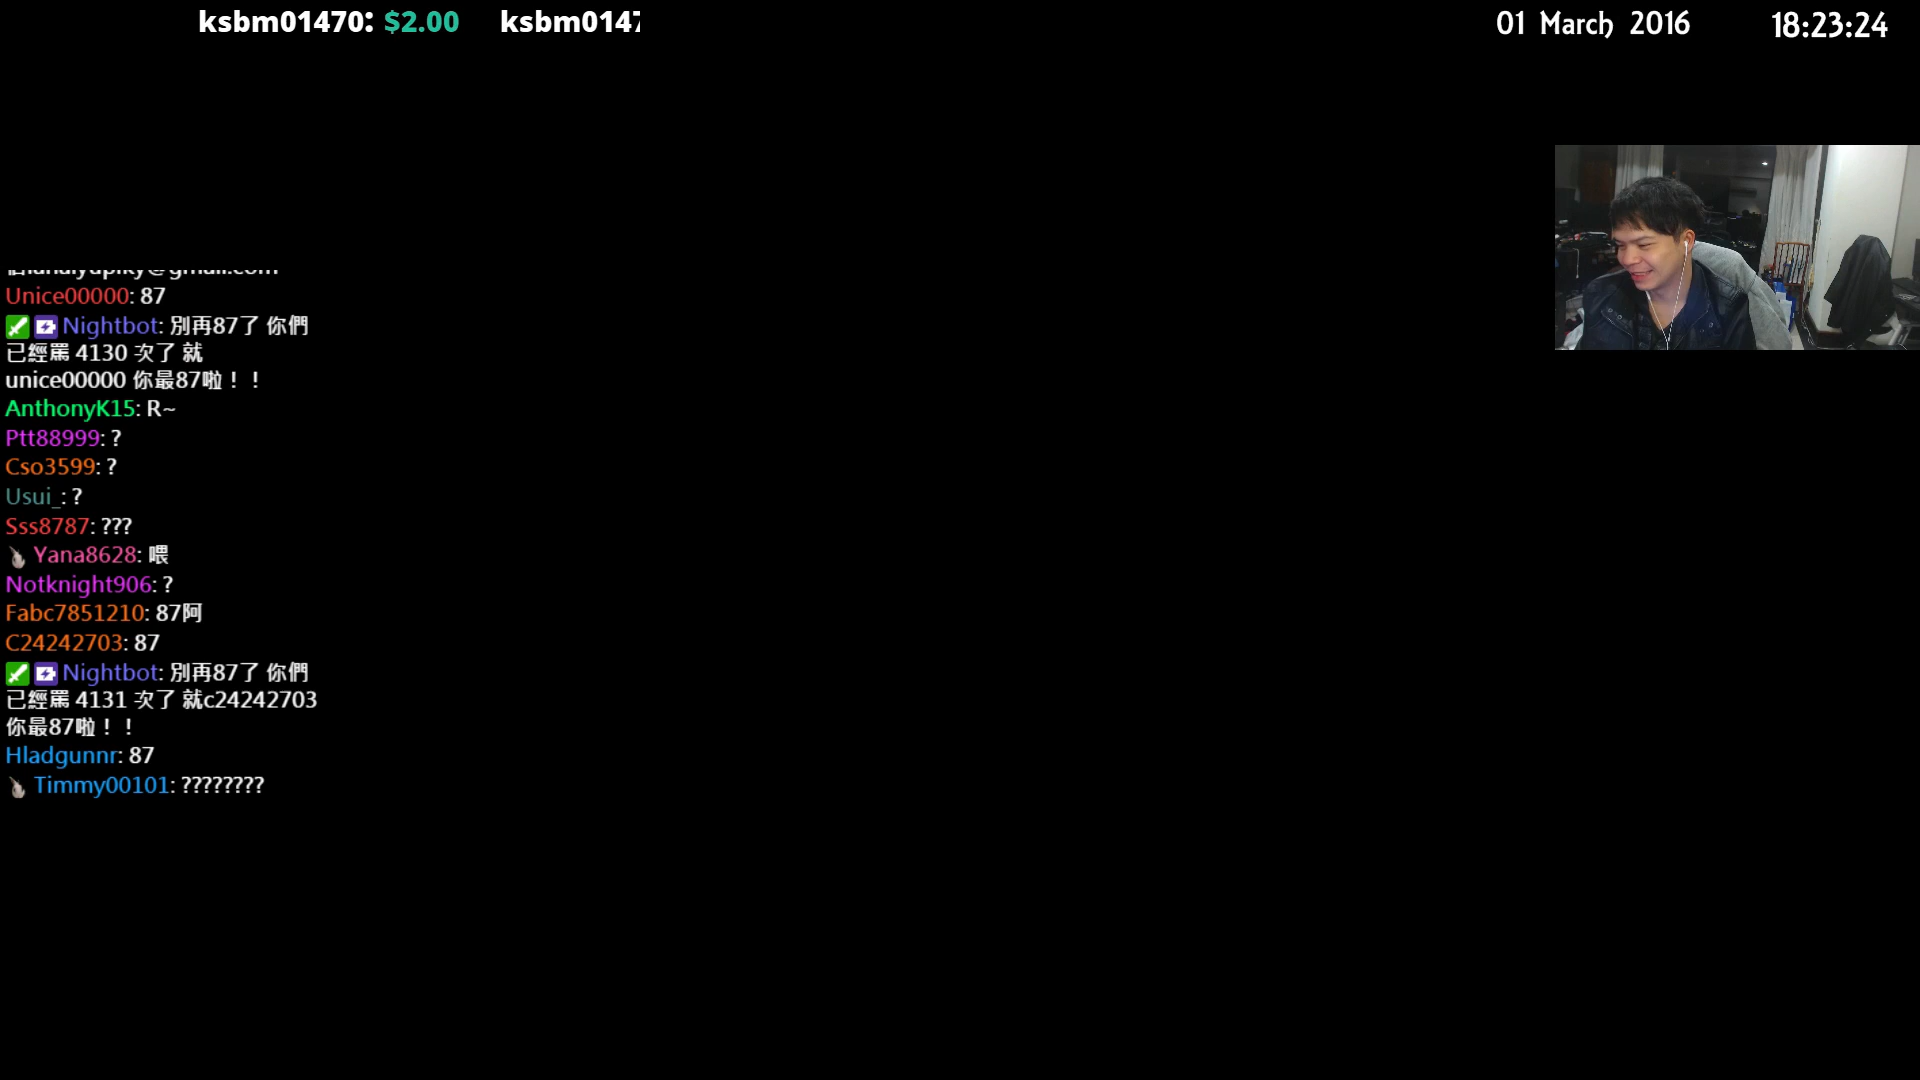 ksbm01470: $2.00 ksbm0147
01 March 2016 18:23:24
Unice00000: 87
Nightbot: 別再87了 你們
已經罵 4130 次了 就
unice00000 你最87啦！！
AnthonyK15: R~
Ptt88999: ?
Cso3599: ?
Usui_: ?
Sss8787: ???
Yana8628: 喂
Notknight906: ?
Fabc7851210: 87阿
C24242703: 87
Nightbot: 別再87了 你們
已經罵 4131 次了 就c24242703
你最87啦！！
Hladgunnr: 87
Timmy00101: ????????